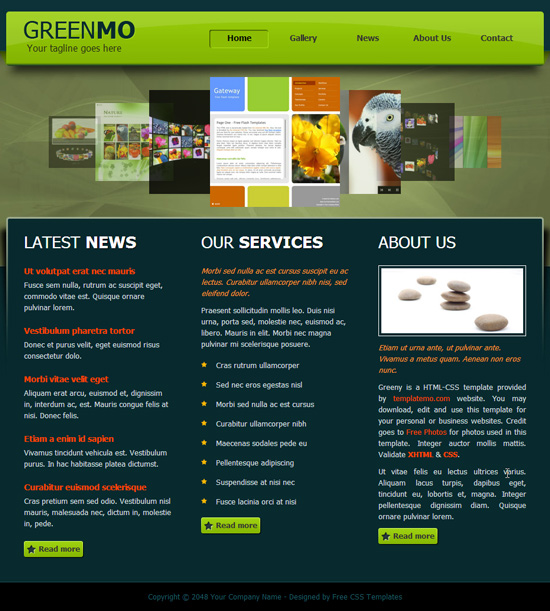 GREENMO
Your tagline goes here
Home Gallery News About Us Contact
Gateway
LATEST NEWS
Ut volutpat erat nec mauris
Fusce sem nulla, rutrum ac suscipit eget,
commodo vitae est. Quisque ornare
pulvinar lorem.
Vestibulum pharetra tortor
Donec et purus velit, eget euismod risus
consectetur dolo.
Morbi vitae velit eget
Aliquam erat arcu, euismod et, dignissim
in, interdum ac, est. Mauris congue felis at
nisi. Donec felis.
Etiam a enim id sapien
Vivamus tincidunt vehicula est. Vestibulum
purus. In hac habitasse platea dictumst.
Curabitur euismod scelerisque
Cras pretium sem sed odio. Vestibulum nisl
mauris, malesuada nec, dictum in, molestie
in, pede.
Read more
OUR SERVICES
Morbi sed nulla ac est cursus suscipit eu ac
lectus. Curabitur ullamcorper nibh nisi, sed
eleifend dolor.
Praesent sollicitudin mollis leo. Duis nisi
urna, porta sed, molestie nec, euismod ac,
libero. Mauris in elit. Morbi nec magna
pulvinar mi scelerisque posuere.
Cras rutrum ullamcorper
Sed nec eros egestas nisl
Morbi sed nulla ac est cursus
Curabitur ullamcorper nibh
Maecenas sodales pede eu
Pellentesque adipiscing
Suspendisse at nisi nec
Fusce lacinia orci at nisi
Read more
ABOUT US
Etiam ut urna ante, ut pulvinar ante.
Vivamus a metus quam. Aenean non eros
nunc.
Greeny is a HTML-CSS template provided
by templatemo.com website. You may
download, edit and use this template for
your personal or business websites. Credit
goes to Free Photos for photos used in this
template. Integer auctor mollis mattis.
Validate XHTML & CSS.
Ut vitae felis eu lectus ultrices varius.
Aliquam lacus turpis, dapibus eget,
tincidunt eu, lobortis et, magna. Integer
pellentesque dignissim diam. Quisque
ornare pulvinar lorem.
Read more
Copyright © 2048 Your Company Name - Designed by Free CSS Templates